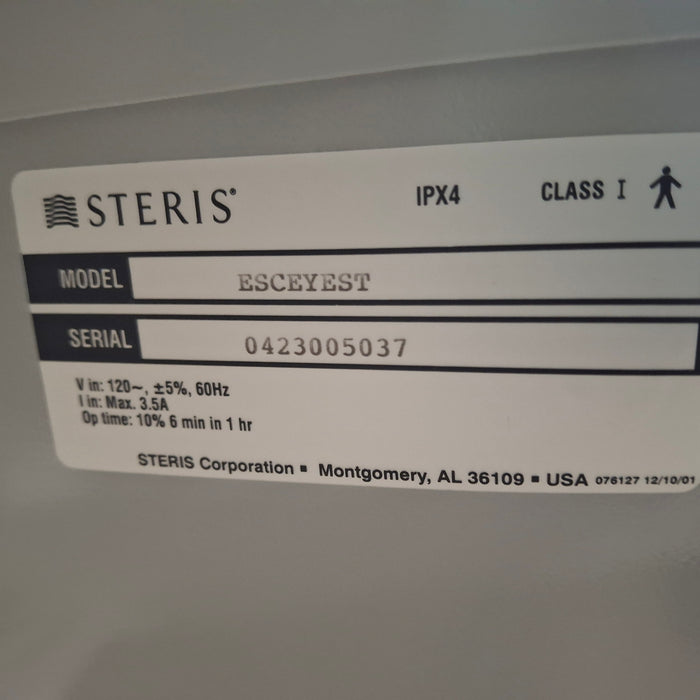 STERIS® IPX4 CLASS I
MODEL ESCEYEST
SERIAL 0423005037
V in: 120~, ±5%, 60Hz
I in: Max. 3.5A
Op time: 10% 6 min in 1 hr
STERIS Corporation ▪ Montgomery, AL 36109 ▪ USA 076127 12/10/01